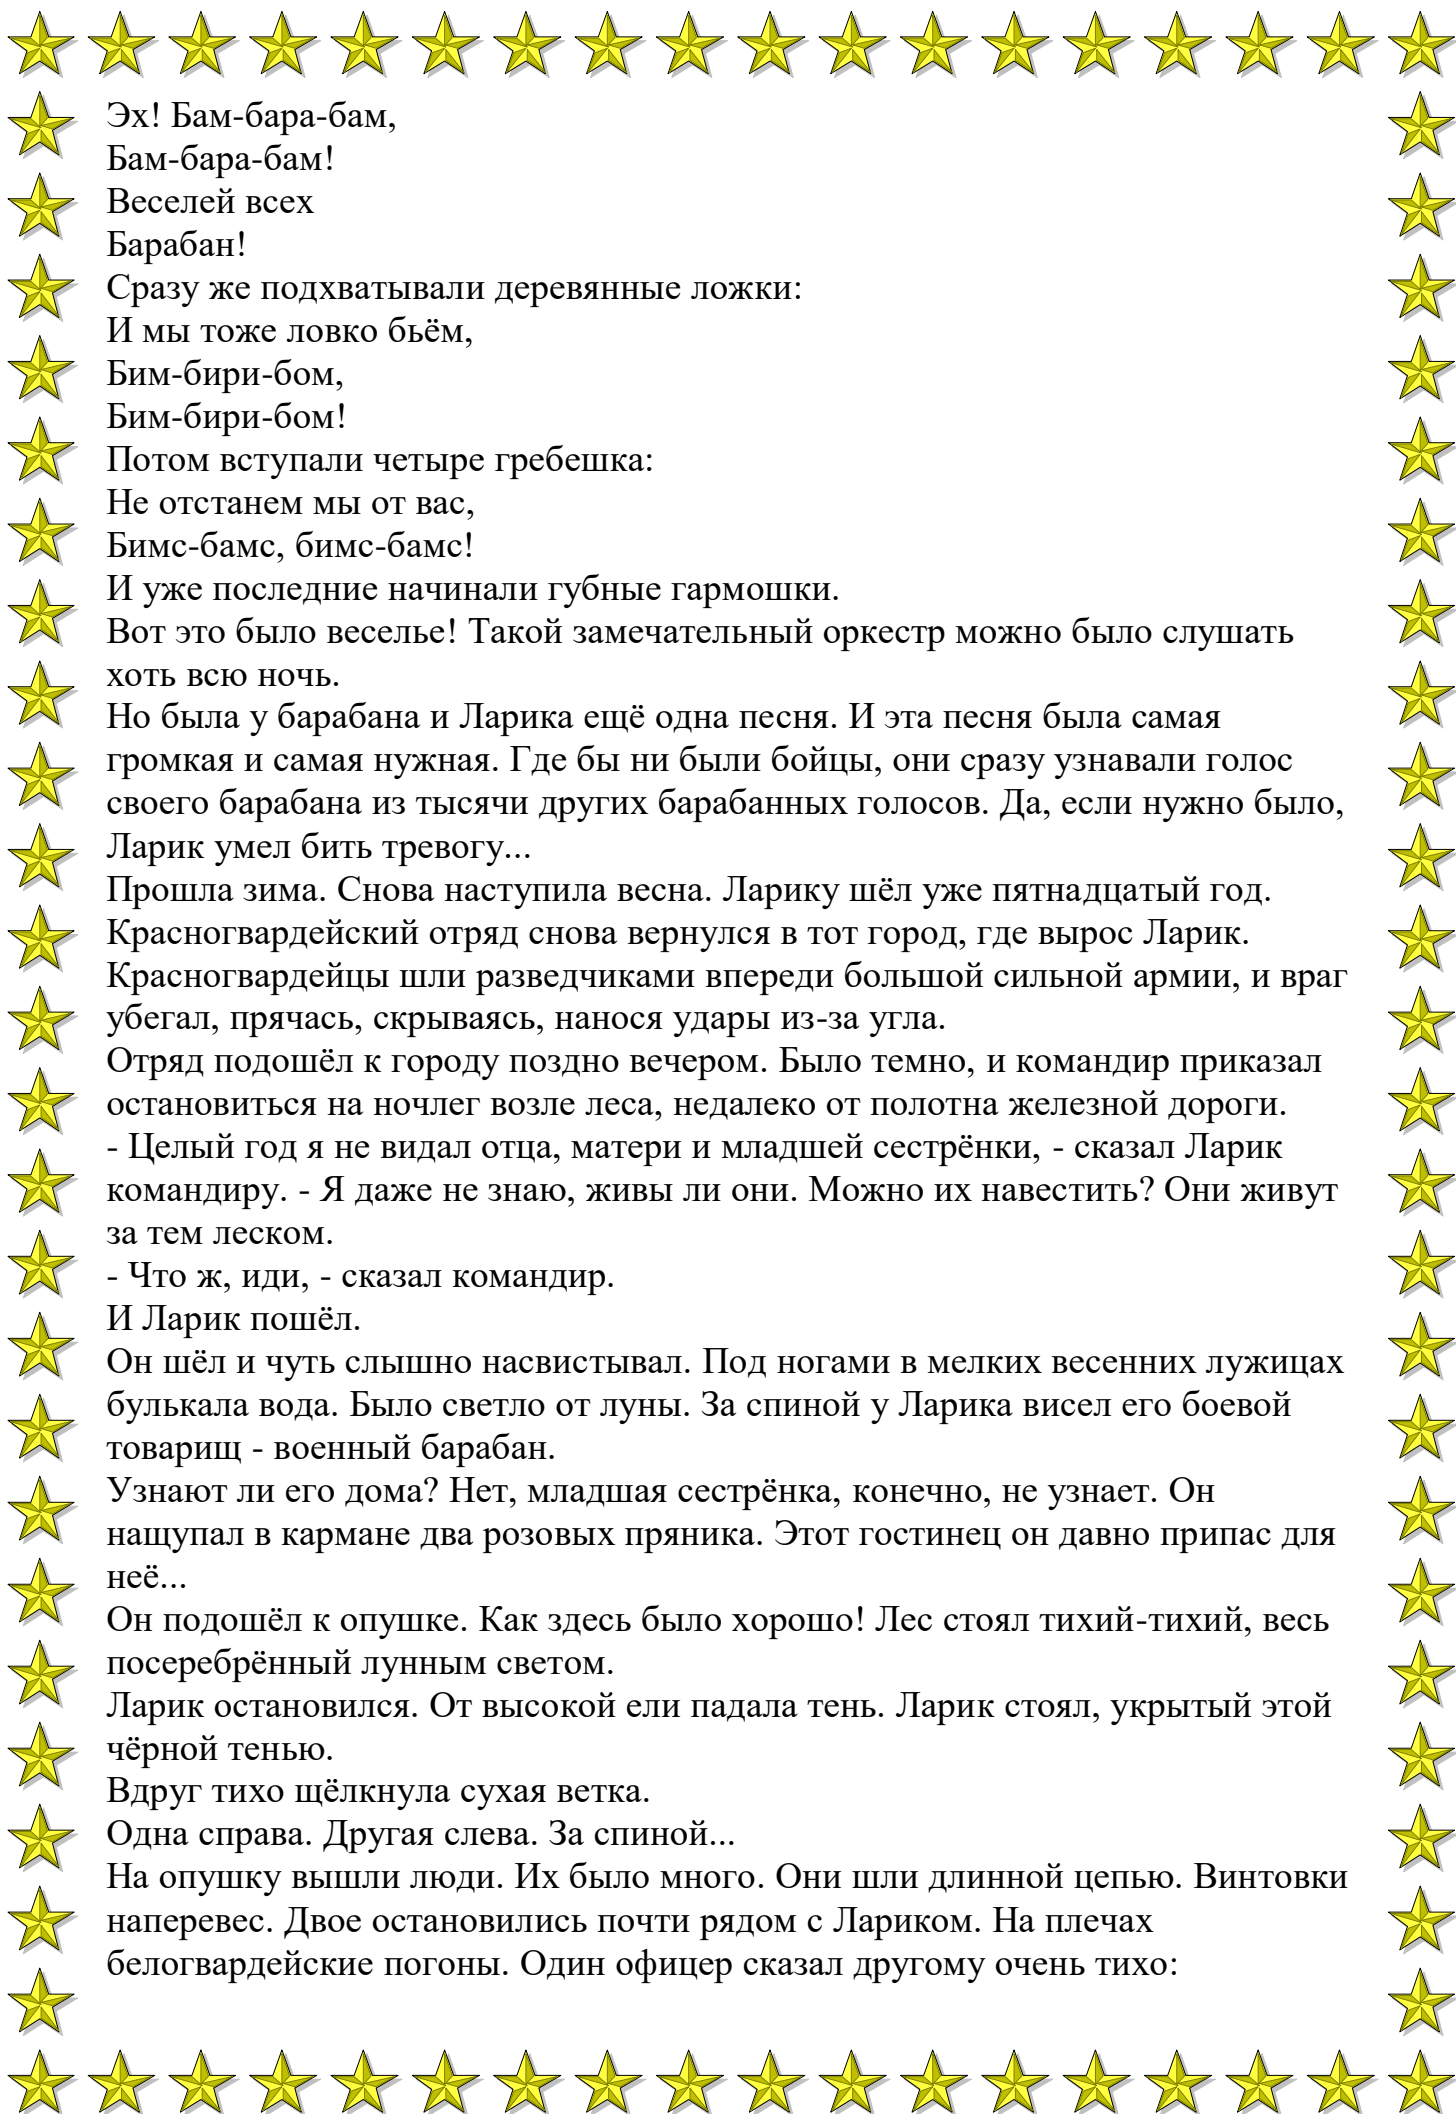 Эх! Бам-бара-бам,
Бам-бара-бам!
Веселей всех
Барабан!
Сразу же подхватывали деревянные ложки:
И мы тоже ловко бьём,
Бим-бири-бом,
Бим-бири-бом!
Потом вступали четыре гребешка:
Не отстанем мы от вас,
Бимс-бамс, бимс-бамс!
И уже последние начинали губные гармошки.
Вот это было веселье! Такой замечательный оркестр можно было слушать
хоть всю ночь.
Но была у барабана и Ларика ещё одна песня. И эта песня была самая
громкая и самая нужная. Где бы ни были бойцы, они сразу узнавали голос
своего барабана из тысячи других барабанных голосов. Да, если нужно было,
Ларик умел бить тревогу...
Прошла зима. Снова наступила весна. Ларику шёл уже пятнадцатый год.
Красногвардейский отряд снова вернулся в тот город, где вырос Ларик.
Красногвардейцы шли разведчиками впереди большой сильной армии, и враг
убегал, прячась, скрываясь, нанося удары из-за угла.
Отряд подошёл к городу поздно вечером. Было темно, и командир приказал
остановиться на ночлег возле леса, недалеко от полотна железной дороги.
- Целый год я не видал отца, матери и младшей сестрёнки, - сказал Ларик
командиру. - Я даже не знаю, живы ли они. Можно их навестить? Они живут
за тем леском.
- Что ж, иди, - сказал командир.
И Ларик пошёл.
Он шёл и чуть слышно насвистывал. Под ногами в мелких весенних лужицах
булькала вода. Было светло от луны. За спиной у Ларика висел его боевой
товарищ - военный барабан.
Узнают ли его дома? Нет, младшая сестрёнка, конечно, не узнает. Он
нащупал в кармане два розовых пряника. Этот гостинец он давно припас для
неё...
Он подошёл к опушке. Как здесь было хорошо! Лес стоял тихий-тихий, весь
посеребрённый лунным светом.
Ларик остановился. От высокой ели падала тень. Ларик стоял, укрытый этой
чёрной тенью.
Вдруг тихо щёлкнула сухая ветка.
Одна справа. Другая слева. За спиной...
На опушку вышли люди. Их было много. Они шли длинной цепью. Винтовки
наперевес. Двое остановились почти рядом с Лариком. На плечах
белогвардейские погоны. Один офицер сказал другому очень тихо: